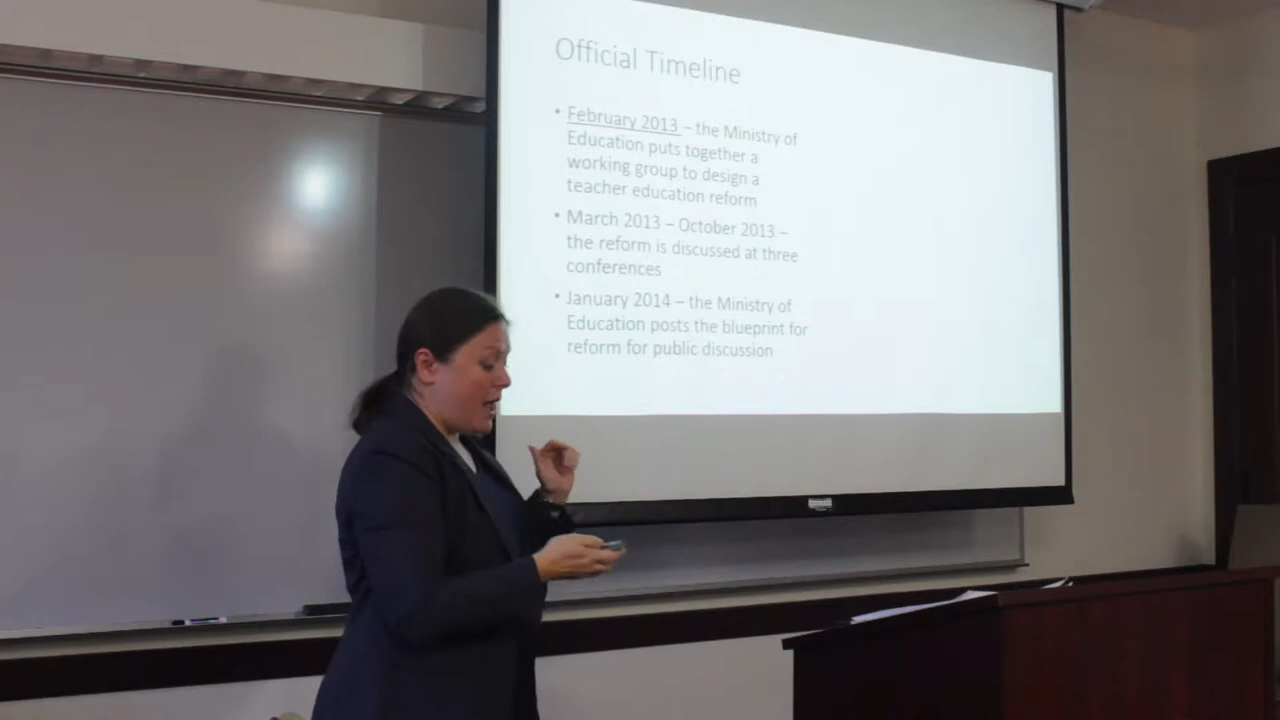 Official Timeline
• February 2013 – the Ministry of
Education puts together a
working group to design a
teacher education reform
• March 2013 – October 2013 –
the reform is discussed at three
conferences
• January 2014 – the Ministry of
Education posts the blueprint for
reform for public discussion